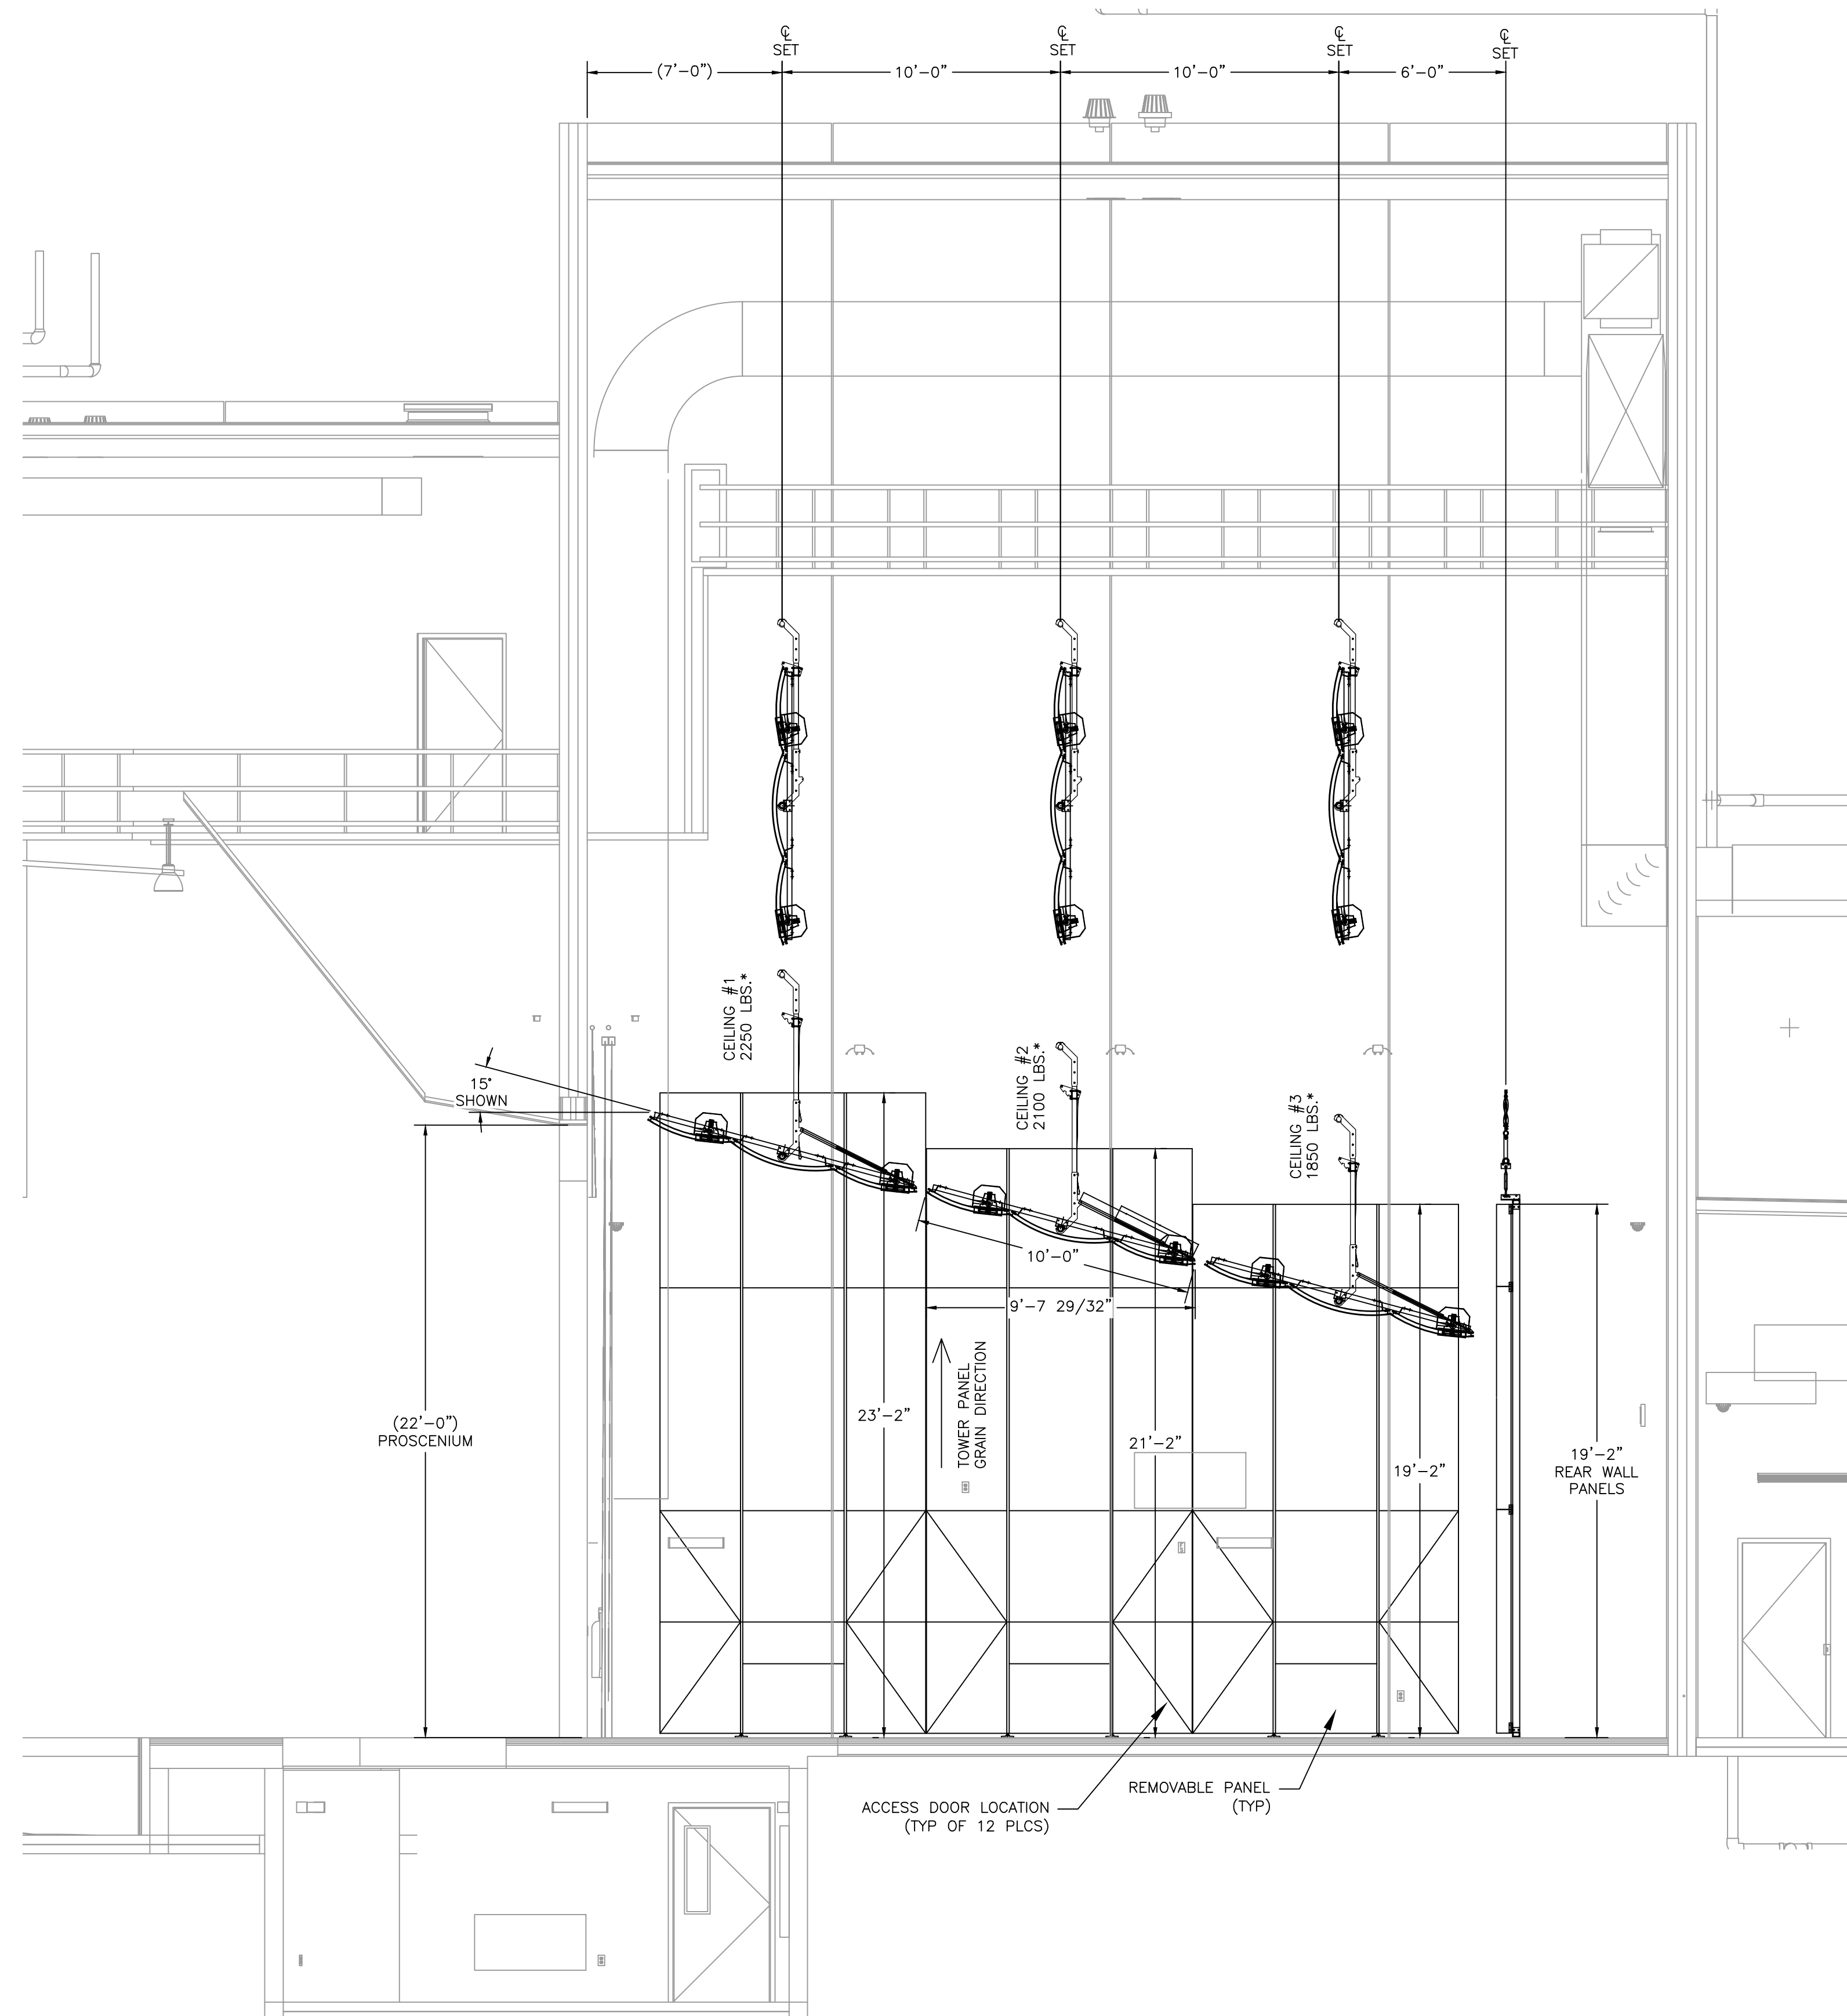 ℄
SET
℄
SET
℄
SET
℄
SET
(7'-0")
10'-0"
10'-0"
6'-0"
CEILING #1
2250 LBS.*
CEILING #2
2100 LBS.*
CEILING #3
1850 LBS.*
15°
SHOWN
10'-0"
9'-7 29/32"
TOWER PANEL
GRAIN DIRECTION
(22'-0")
PROSCENIUM
23'-2"
21'-2"
19'-2"
19'-2"
REAR WALL
PANELS
ACCESS DOOR LOCATION
(TYP OF 12 PLCS)
REMOVABLE PANEL
(TYP)